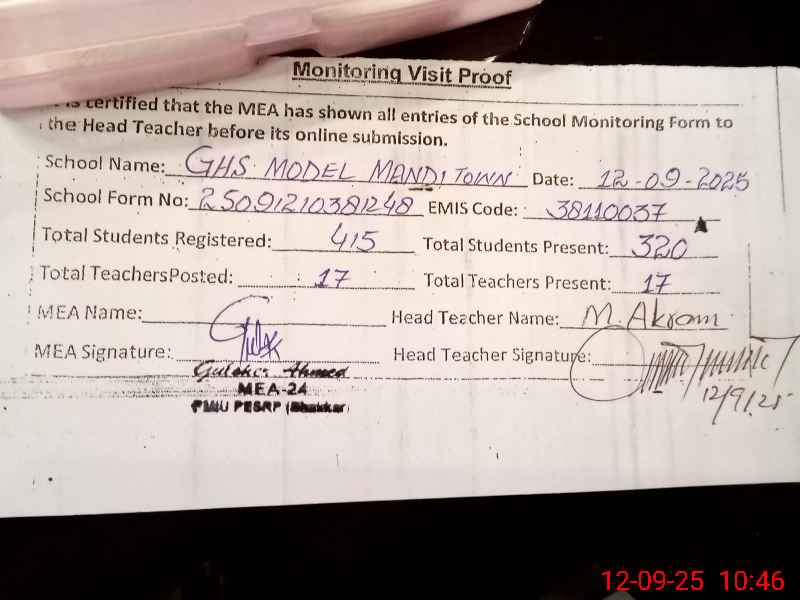 Monitoring Visit Proof
is certified that the MEA has shown all entries of the School Monitoring Form to
the Head Teacher before its online submission.
School Name: GHS MODEL MANDI TOWN Date: 12-09-2025
School Form No: 25091210381248 EMIS Code: 38110037
Total Students Registered: 415 Total Students Present: 320
Total TeachersPosted: 17 Total Teachers Present: 17
MEA Name: Head Teacher Name: M. Akram
MEA Signature: Head Teacher Signature:
Ahmed
12/9/25
MEA-24
PMIU PESRP (Bhakkar)
12-09-25 10:46